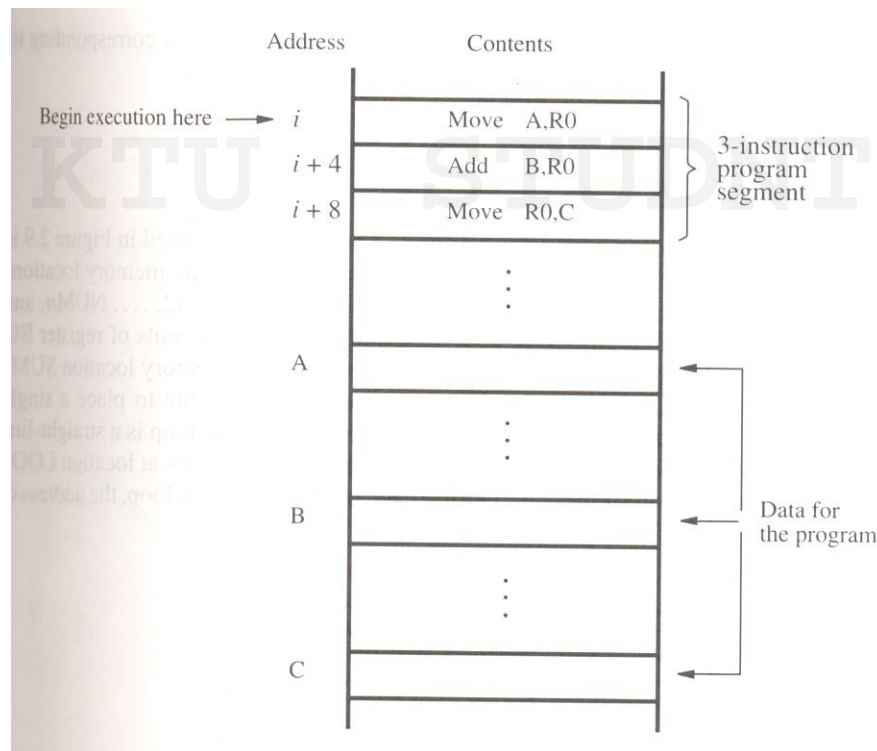 Address Contents
Begin execution here i Move A,R0
i + 4 Add B,R0
i + 8 Move R0,C
3-instruction
program
segment
KTU STUDNT
A
B
C
Data for
the program